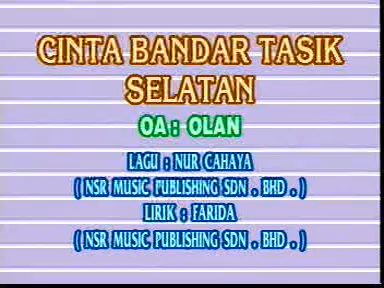 CINTA BANDAR TASIK
SELATAN
OA : OLAN
LAGU : NUR CAHAYA
( NSR MUSIC PUBLISHING SDN . BHD . )
LIRIK : FARIDA
( NSR MUSIC PUBLISHING SDN . BHD . )